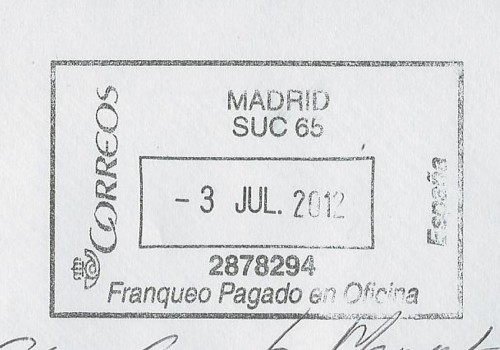 CORREOS
MADRID
SUC 65
- 3 JUL. 2012
España
2878294
Franqueo Pagado en Oficina